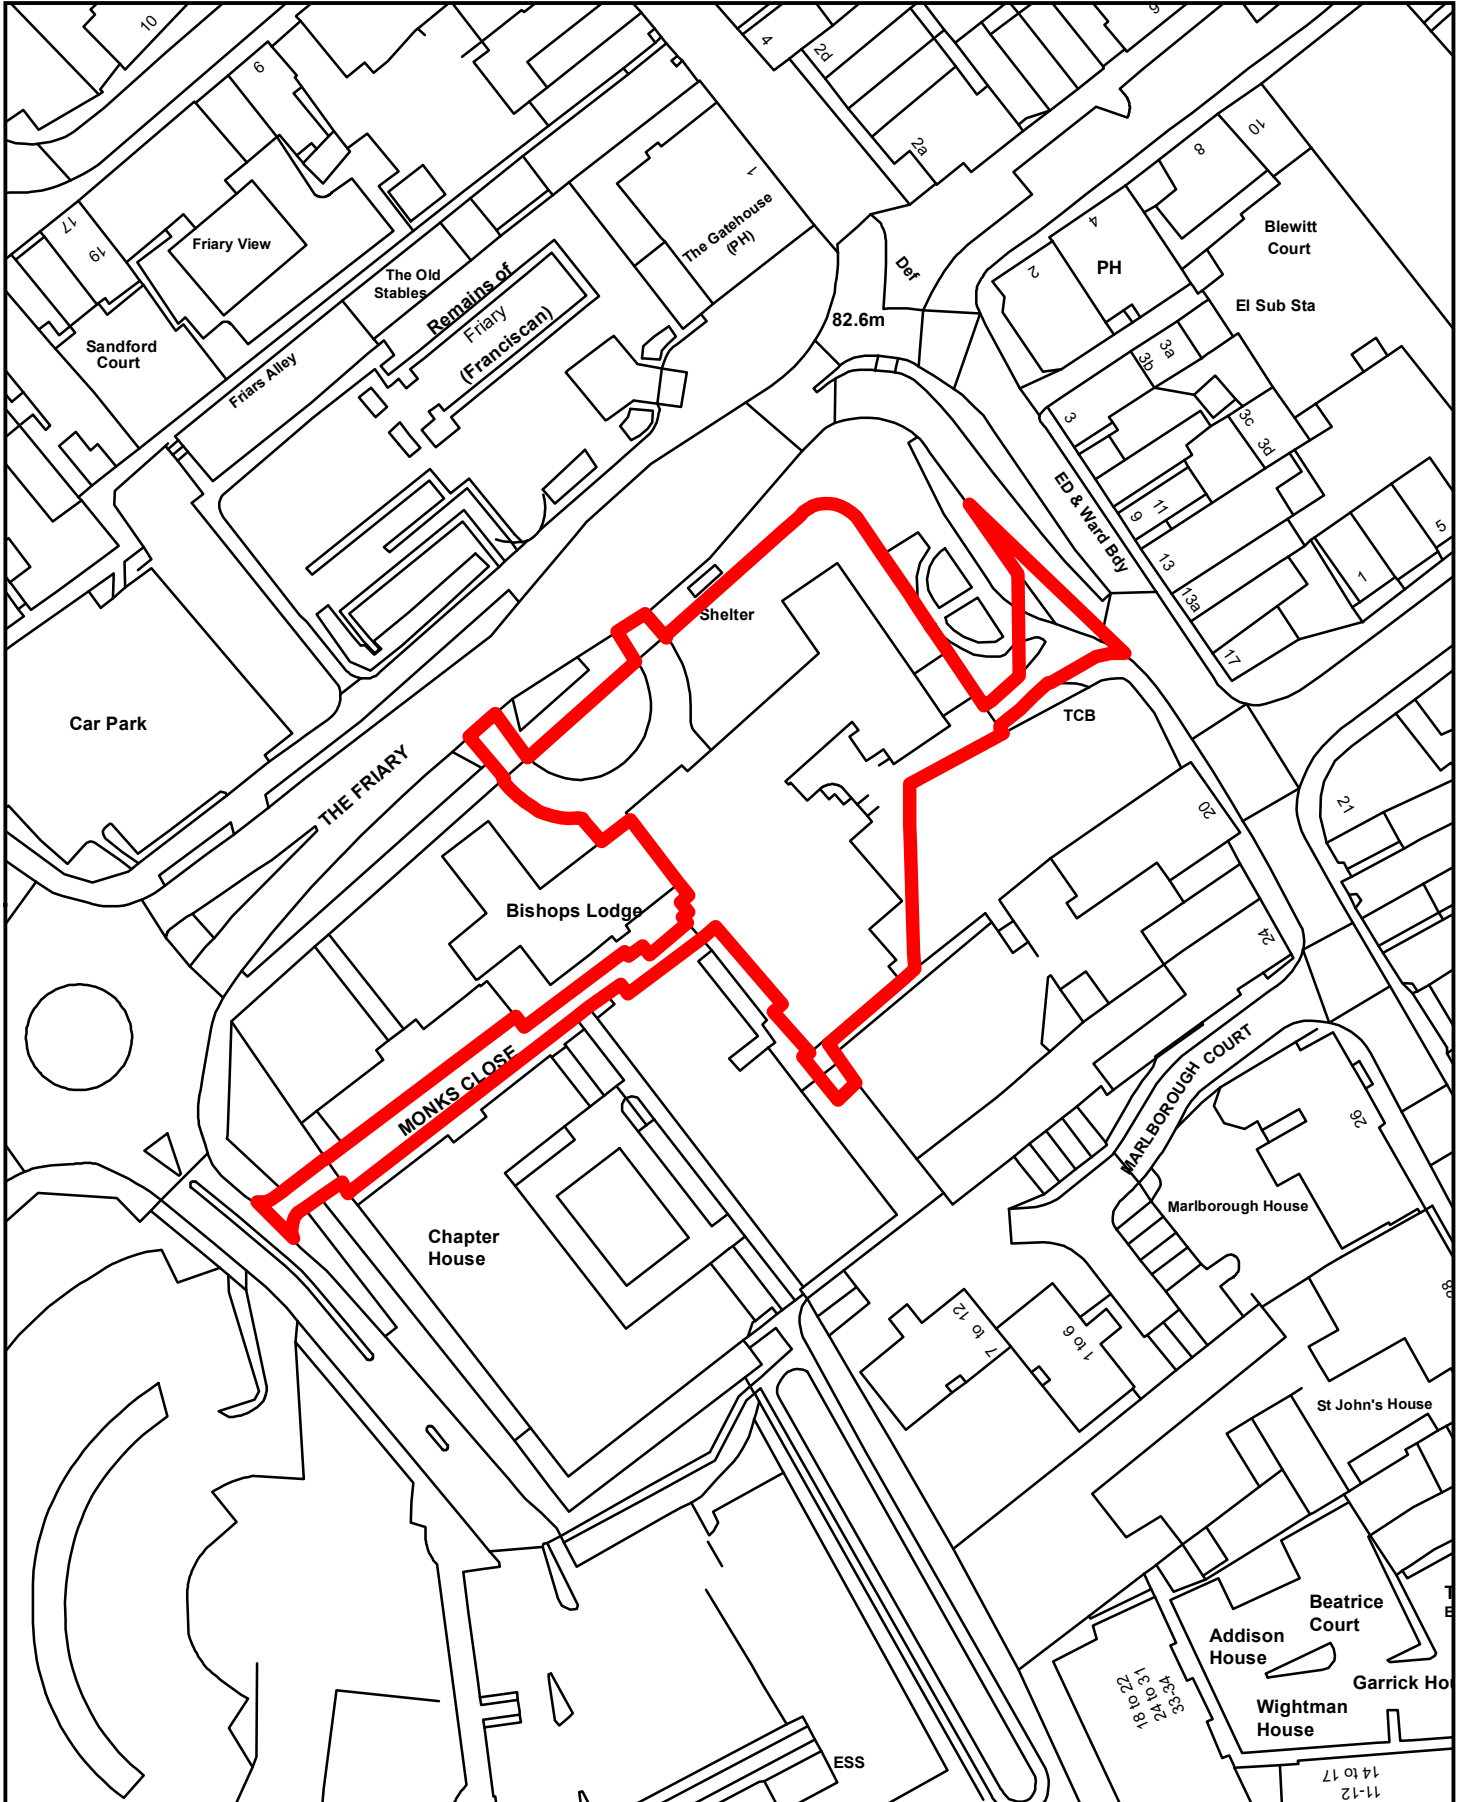 10
9
4
2d
2a
1
The Gatehouse
(PH)
10
8
4
2
PH
Blewitt
Court
El Sub Sta
17
19
Friary View
The Old
Stables
Remains of
Friary
(Franciscan)
Def
82.6m
Sandford
Court
Friars Alley
3b
3a
3
3c
3d
ED & Ward Bdy
9
11
13
13a
17
1
5
Shelter
Car Park
THE FRIARY
TCB
20
21
Bishops Lodge
24
MONKS CLOSE
MARLBOROUGH COURT
26
Marlborough House
Chapter
House
7 to 12
1 to 6
St John's House
Beatrice
Court
Addison
House
Garrick Hou
Wightman
House
18 to 22
24 to 31
33-34
ESS
14 to 17
11-12